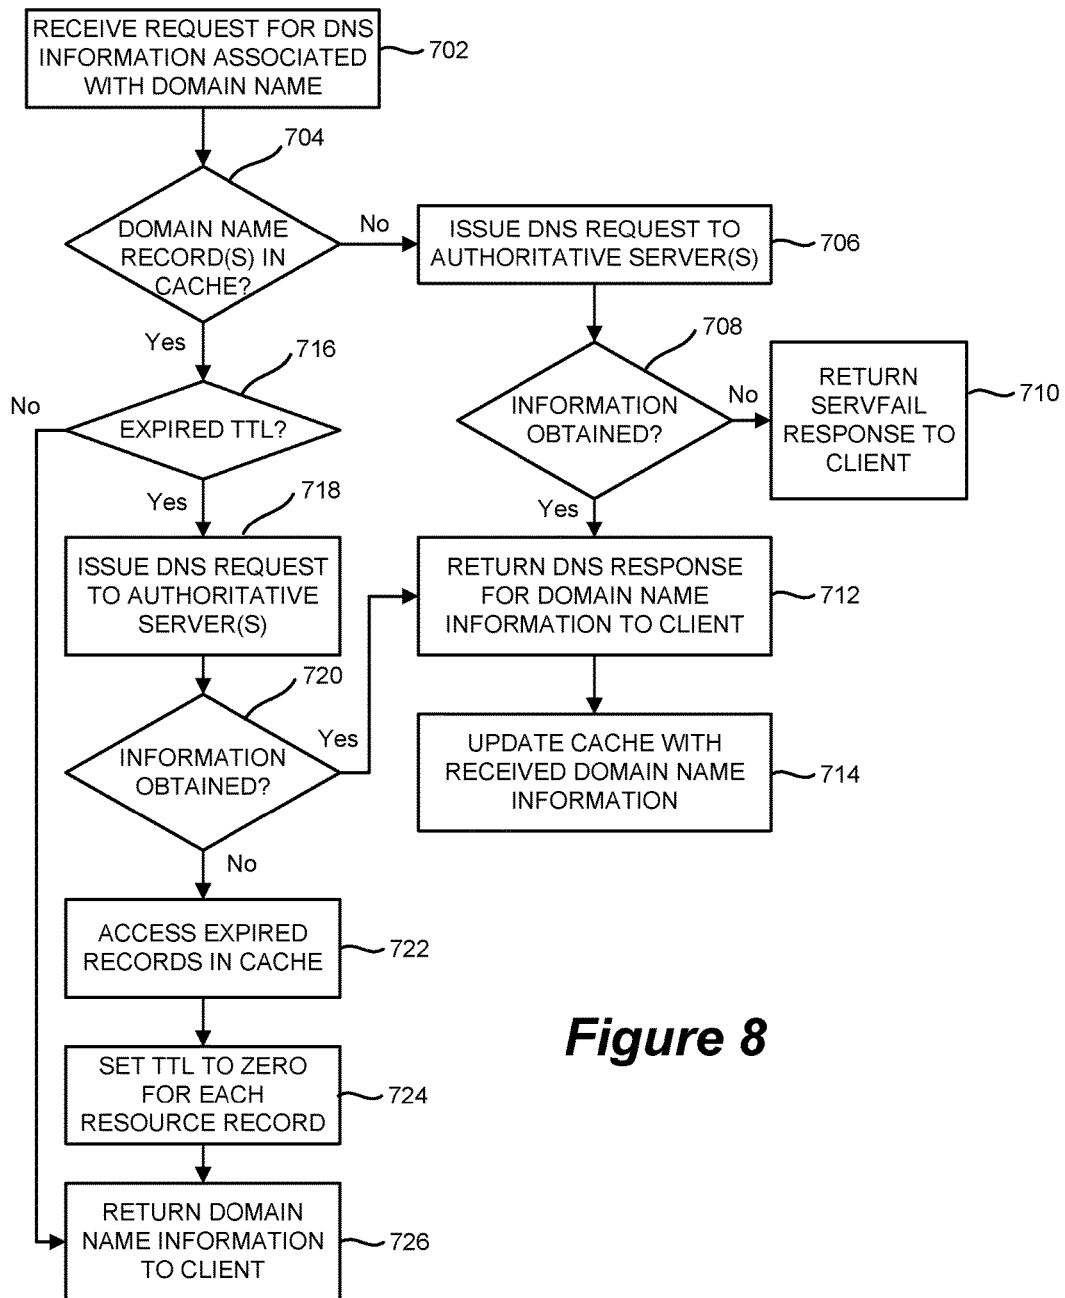 RECEIVE REQUEST FOR DNS
INFORMATION ASSOCIATED
WITH DOMAIN NAME
702
704
DOMAIN NAME
RECORD(S) IN
CACHE?
No
ISSUE DNS REQUEST TO
AUTHORITATIVE SERVER(S)
706
Yes
716
708
No
EXPIRED TTL?
INFORMATION
OBTAINED?
No
RETURN
SERVFAIL
RESPONSE TO
CLIENT
710
Yes
718
Yes
ISSUE DNS REQUEST
TO AUTHORITATIVE
SERVER(S)
RETURN DNS RESPONSE
FOR DOMAIN NAME
INFORMATION TO CLIENT
712
720
INFORMATION
OBTAINED?
Yes
UPDATE CACHE WITH
RECEIVED DOMAIN NAME
INFORMATION
714
No
ACCESS EXPIRED
RECORDS IN CACHE
722
Figure 8
SET TTL TO ZERO
FOR EACH
RESOURCE RECORD
724
RETURN DOMAIN
NAME INFORMATION
TO CLIENT
726